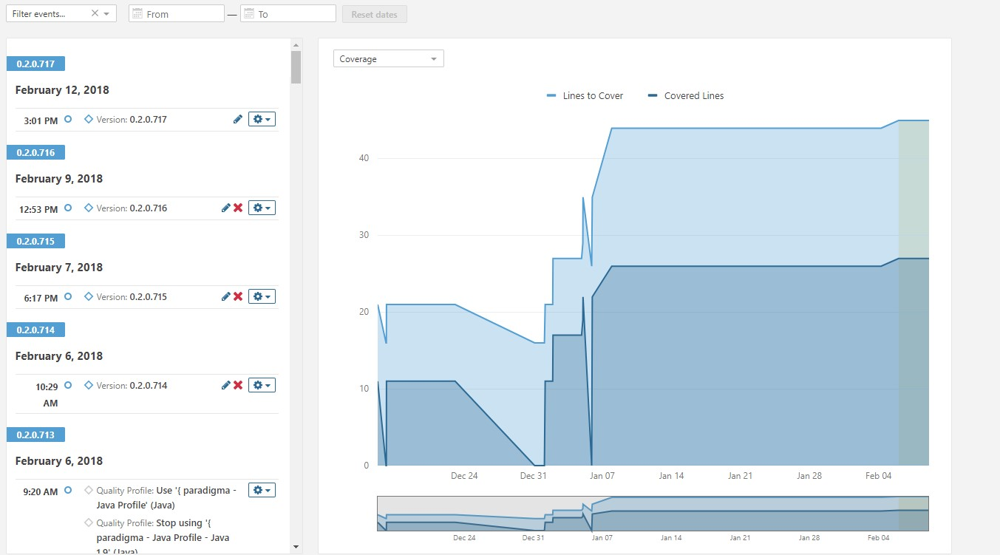 Filter events...
From
—
To
Reset dates
0.2.0.717
February 12, 2018
3:01 PM
Version: 0.2.0.717
0.2.0.716
February 9, 2018
12:53 PM
Version: 0.2.0.716
0.2.0.715
February 7, 2018
6:17 PM
Version: 0.2.0.715
0.2.0.714
February 6, 2018
10:29
AM
Version: 0.2.0.714
0.2.0.713
February 6, 2018
9:20 AM
Quality Profile: Use '{ paradigma -
Java Profile' (Java)
Quality Profile: Stop using '{
paradigma - Java Profile - Java
1.9' (Java)
Coverage
Lines to Cover
Covered Lines
40
30
20
10
0
Dec 24
Dec 31
Jan 07
Jan 14
Jan 21
Jan 28
Feb 04
Dec 24
Dec 31
Jan 07
Jan 14
Jan 21
Jan 28
Feb 04